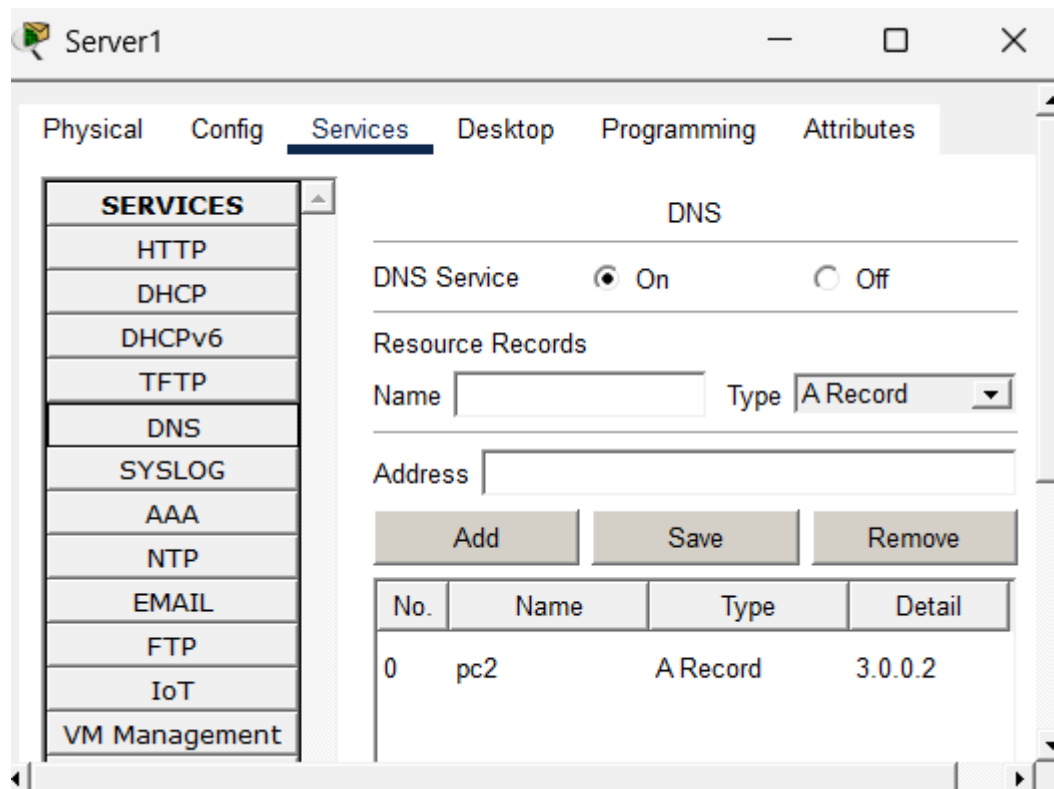 Server1
Physical Config Services Desktop Programming Attributes
SERVICES
HTTP
DHCP
DHCPv6
TFTP
DNS
SYSLOG
AAA
NTP
EMAIL
FTP
IoT
VM Management
DNS
DNS Service On Off
Resource Records
Name Type A Record
Address
Add Save Remove
No. Name Type Detail
0 pc2 A Record 3.0.0.2